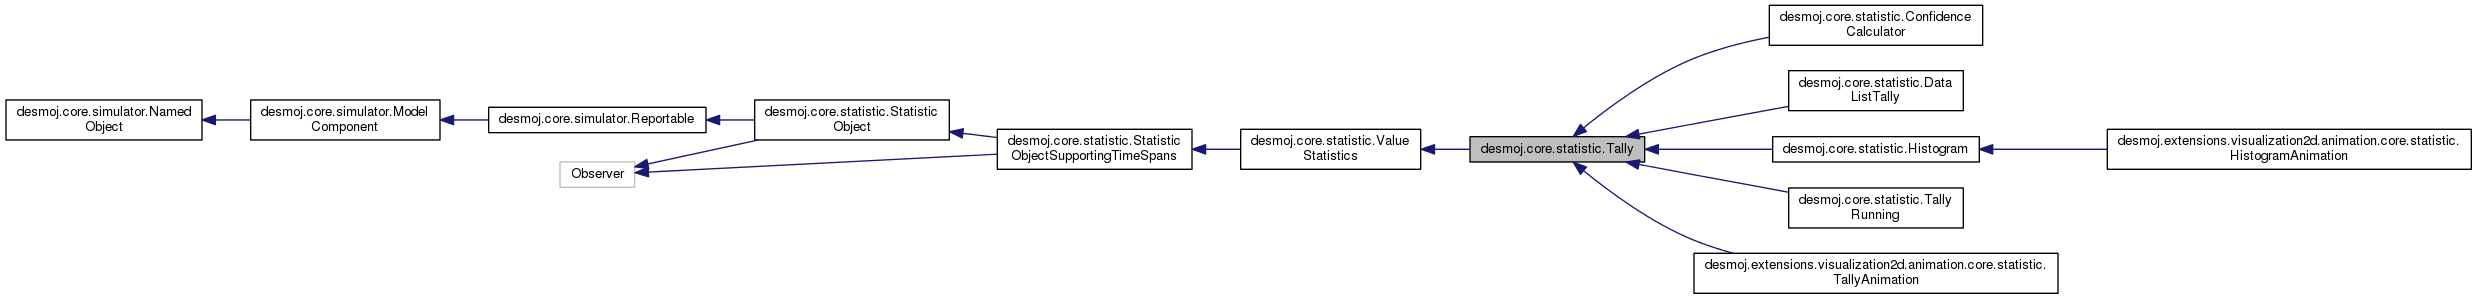 desmoj.core.simulator.Named
Object
desmoj.core.simulator.Model
Component
desmoj.core.simulator.Reportable
desmoj.core.statistic.Statistic
Object
Observer
desmoj.core.statistic.Statistic
ObjectSupportingTimeSpans
desmoj.core.statistic.Value
Statistics
desmoj.core.statistic.Tally
desmoj.core.statistic.Confidence
Calculator
desmoj.core.statistic.Data
ListTally
desmoj.core.statistic.Histogram
desmoj.core.statistic.Tally
Running
desmoj.extensions.visualization2d.animation.core.statistic.
TallyAnimation
desmoj.extensions.visualization2d.animation.core.statistic.
HistogramAnimation